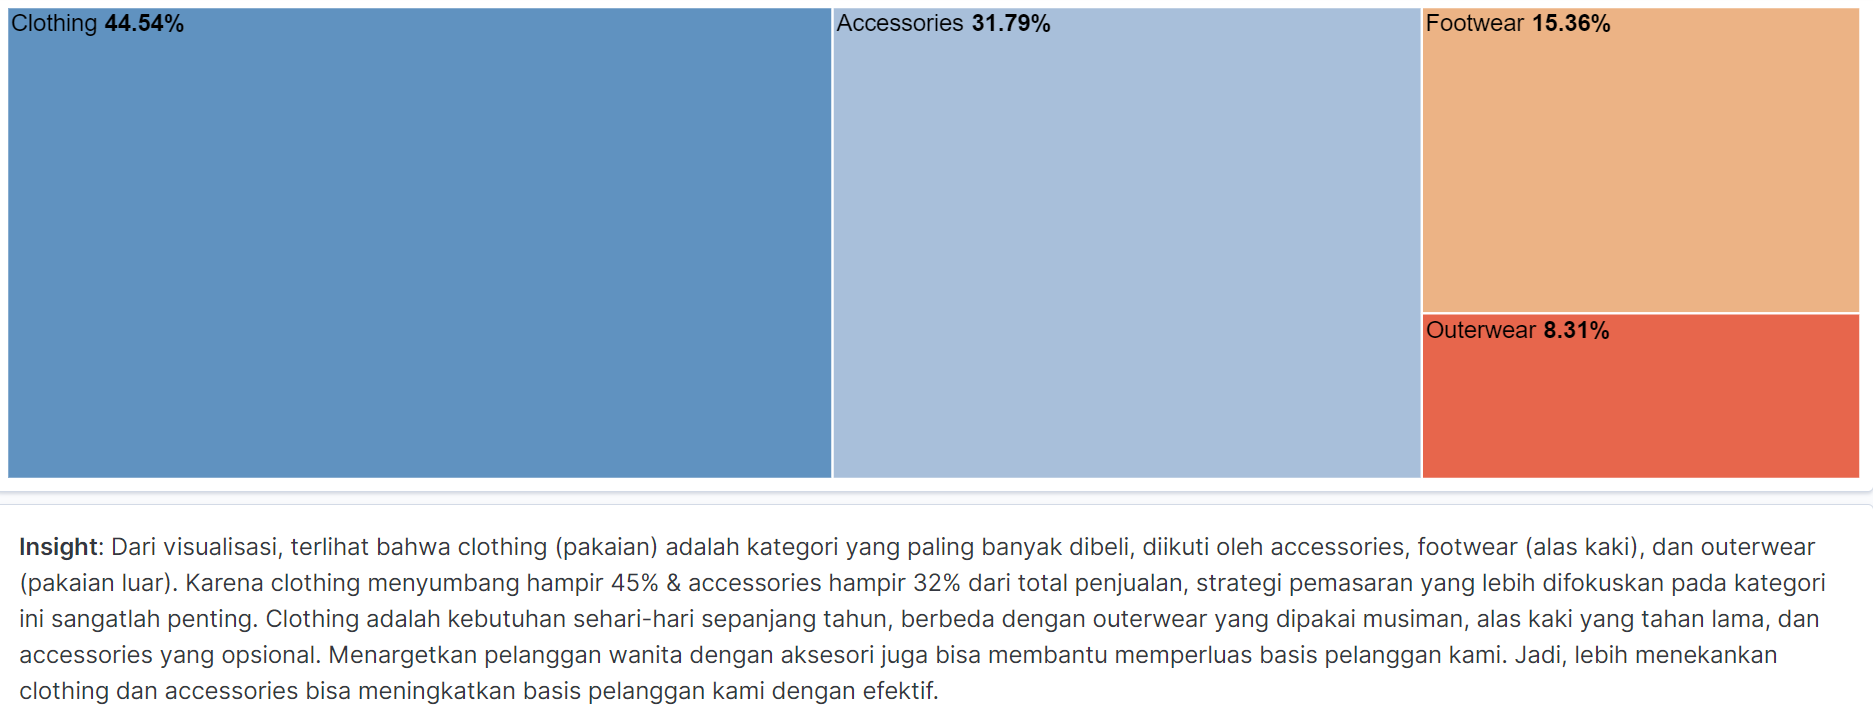 Clothing 44.54%
Accessories 31.79%
Footwear 15.36%
Outerwear 8.31%
Insight: Dari visualisasi, terlihat bahwa clothing (pakaian) adalah kategori yang paling banyak dibeli, diikuti oleh accessories, footwear (alas kaki), dan outerwear
(pakaian luar). Karena clothing menyumbang hampir 45% & accessories hampir 32% dari total penjualan, strategi pemasaran yang lebih difokuskan pada kategori
ini sangatlah penting. Clothing adalah kebutuhan sehari-hari sepanjang tahun, berbeda dengan outerwear yang dipakai musiman, alas kaki yang tahan lama, dan
accessories yang opsional. Menargetkan pelanggan wanita dengan aksesori juga bisa membantu memperluas basis pelanggan kami. Jadi, lebih menekankan
clothing dan accessories bisa meningkatkan basis pelanggan kami dengan efektif.